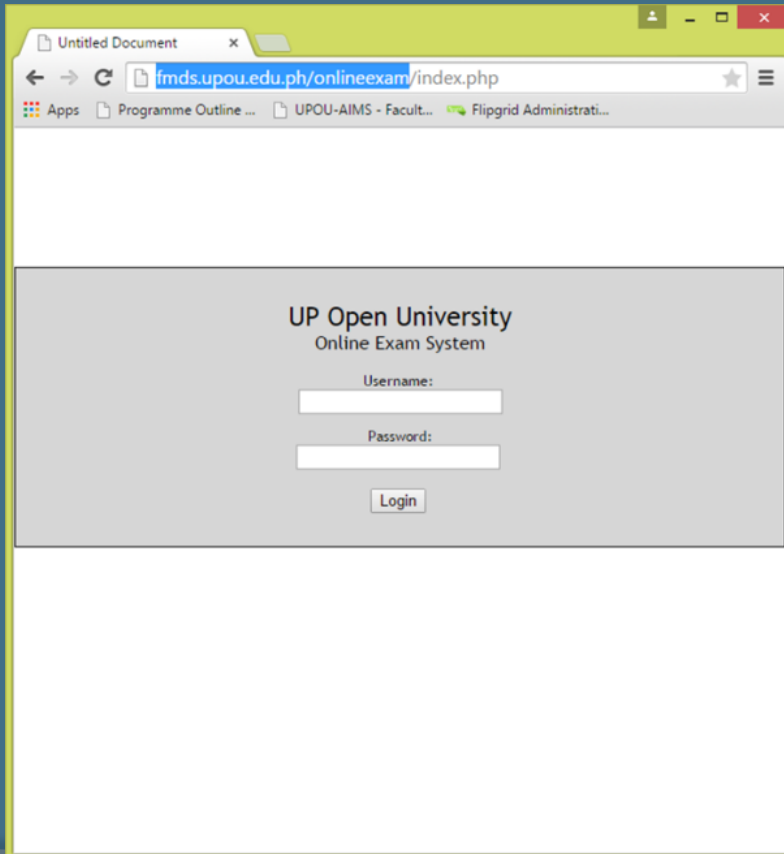 Untitled Document
fmds.upou.edu.ph/onlineexam/index.php
Apps Programme Outline ... UPOU-AIMS - Facult... Flipgrid Administrati...
UP Open University
Online Exam System
Username:
Password:
Login